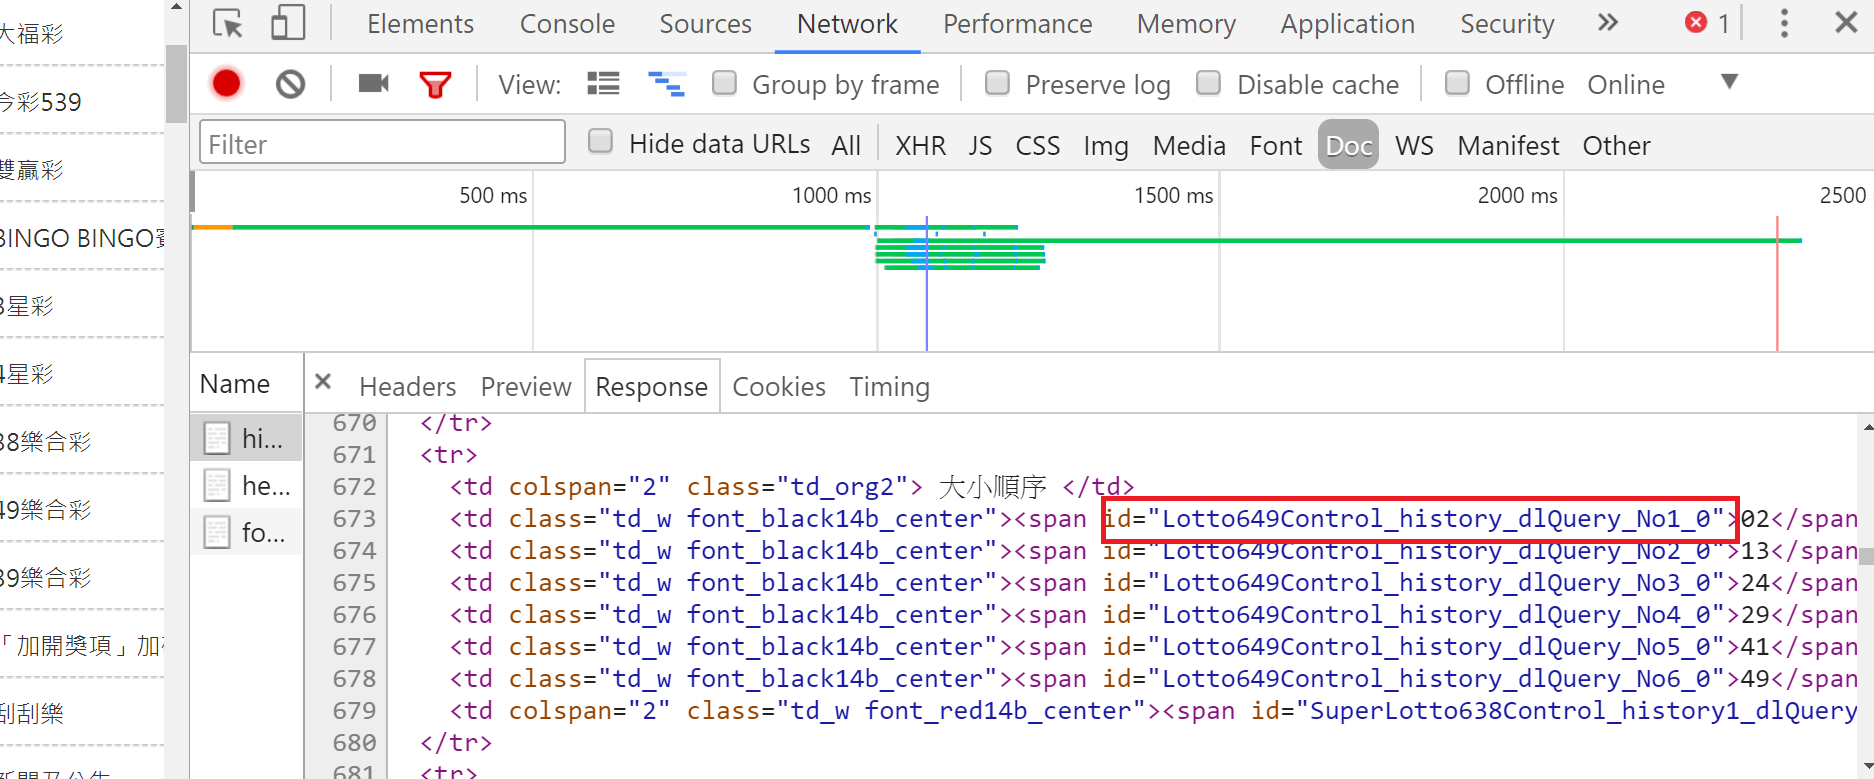 大福彩
今彩539
雙贏彩
BINGO BINGO賓
3星彩
4星彩
38樂合彩
49樂合彩
39樂合彩
「加開獎項」加
刮刮樂
新聞及公告
Elements Console Sources Network Performance Memory Application Security » 1
View: Group by frame Preserve log Disable cache Offline Online
Filter Hide data URLs All XHR JS CSS Img Media Font Doc WS Manifest Other
500 ms 1000 ms 1500 ms 2000 ms 2500
Name × Headers Preview Response Cookies Timing
hi...
he...
fo...
670 </tr>
671 <tr>
672 <td colspan="2" class="td_org2"> 大小順序 </td>
673 <td class="td_w font_black14b_center"><span id="Lotto649Control_history_dlQuery_No1_0">02</span
674 <td class="td_w font_black14b_center"><span id="Lotto649Control_history_dlQuery_No2_0">13</span
675 <td class="td_w font_black14b_center"><span id="Lotto649Control_history_dlQuery_No3_0">24</span
676 <td class="td_w font_black14b_center"><span id="Lotto649Control_history_dlQuery_No4_0">29</span
677 <td class="td_w font_black14b_center"><span id="Lotto649Control_history_dlQuery_No5_0">41</span
678 <td class="td_w font_black14b_center"><span id="Lotto649Control_history_dlQuery_No6_0">49</span
679 <td colspan="2" class="td_w font_red14b_center"><span id="SuperLotto638Control_history1_dlQuery
680 </tr>
681 <tr>